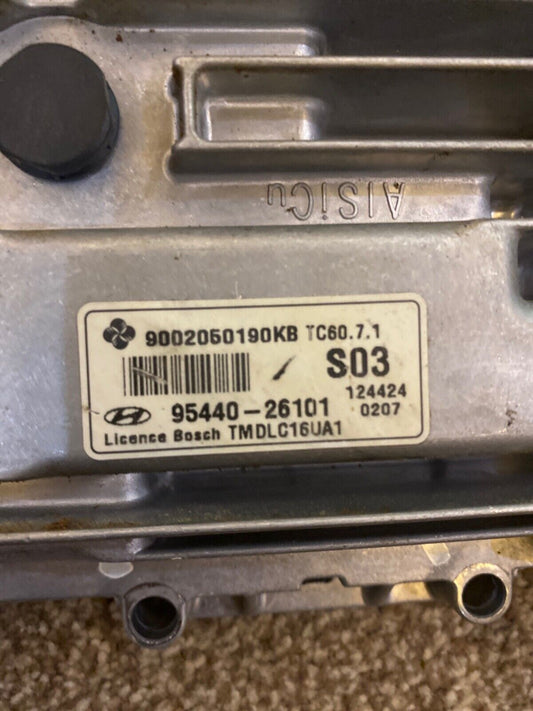 AlSiCu
9002050190KB TC60.7.1
S03
124424
95440-26101 0207
Licence Bosch TMDLC16UA1